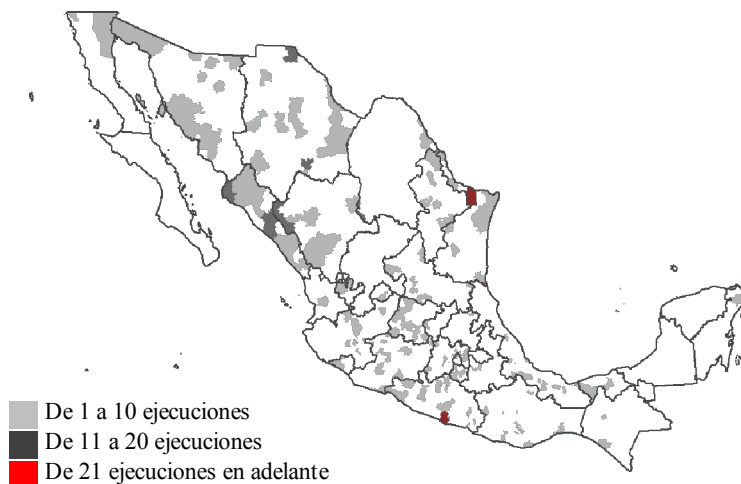 De 1 a 10 ejecuciones
De 11 a 20 ejecuciones
De 21 ejecuciones en adelante